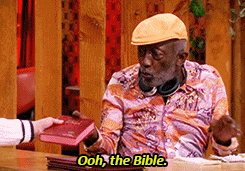 Ooh, the Bible.